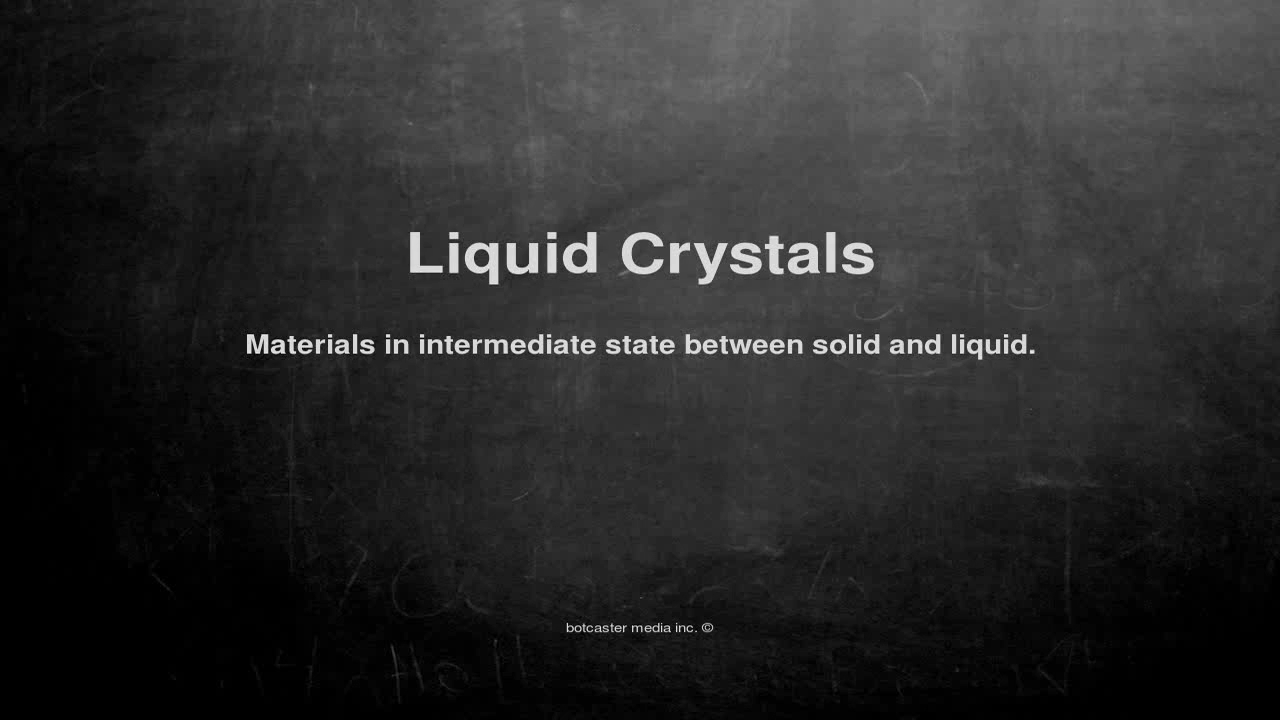 Liquid Crystals
Materials in intermediate state between solid and liquid.
botcaster media inc. ©